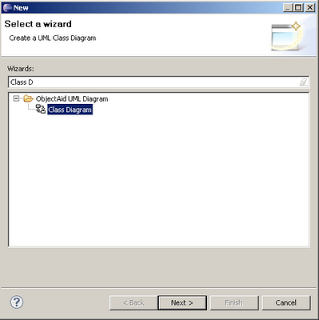 New
Select a wizard
Create a UML Class Diagram
Wizards:
Class D
ObjectAid UML Diagram
Class Diagram
?
< Back
Next >
Finish
Cancel